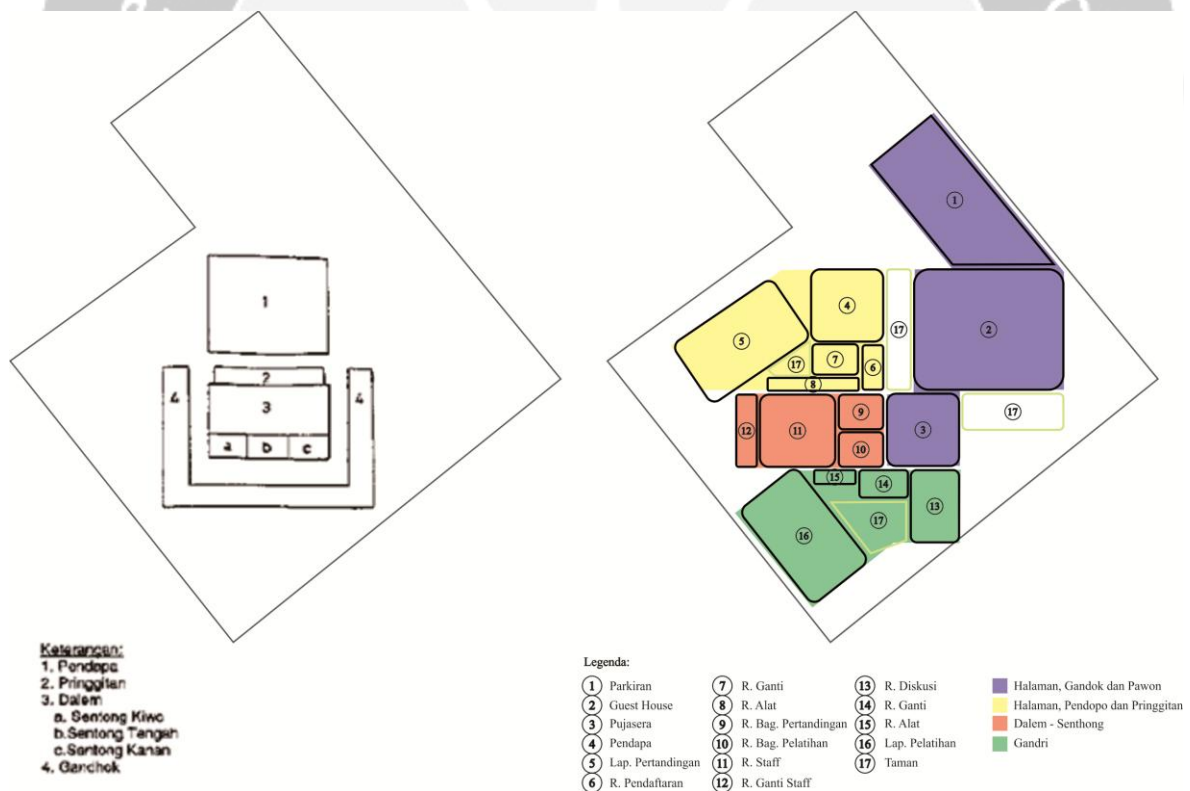 1
2
3
4
4
a
b
c
Keterangan:
1. Pendapa
2. Pringgitan
3. Dalem
a. Sentong Kiwo
b.Sentong Tengah
c.Sentong Kanan
4. Gandhok
1
2
3
4
5
6
7
8
9
10
11
12
13
14
15
16
17
17
17
17
Legenda:
1 Parkiran
2 Guest House
3 Pujasera
4 Pendapa
5 Lap. Pertandingan
6 R. Pendaftaran
7 R. Ganti
8 R. Alat
9 R. Bag. Pertandingan
10 R. Bag. Pelatihan
11 R. Staff
12 R. Ganti Staff
13 R. Diskusi
14 R. Ganti
15 R. Alat
16 Lap. Pelatihan
17 Taman
Halaman, Gandok dan Pawon
Halaman, Pendopo dan Pringgitan
Dalem - Senthong
Gandri